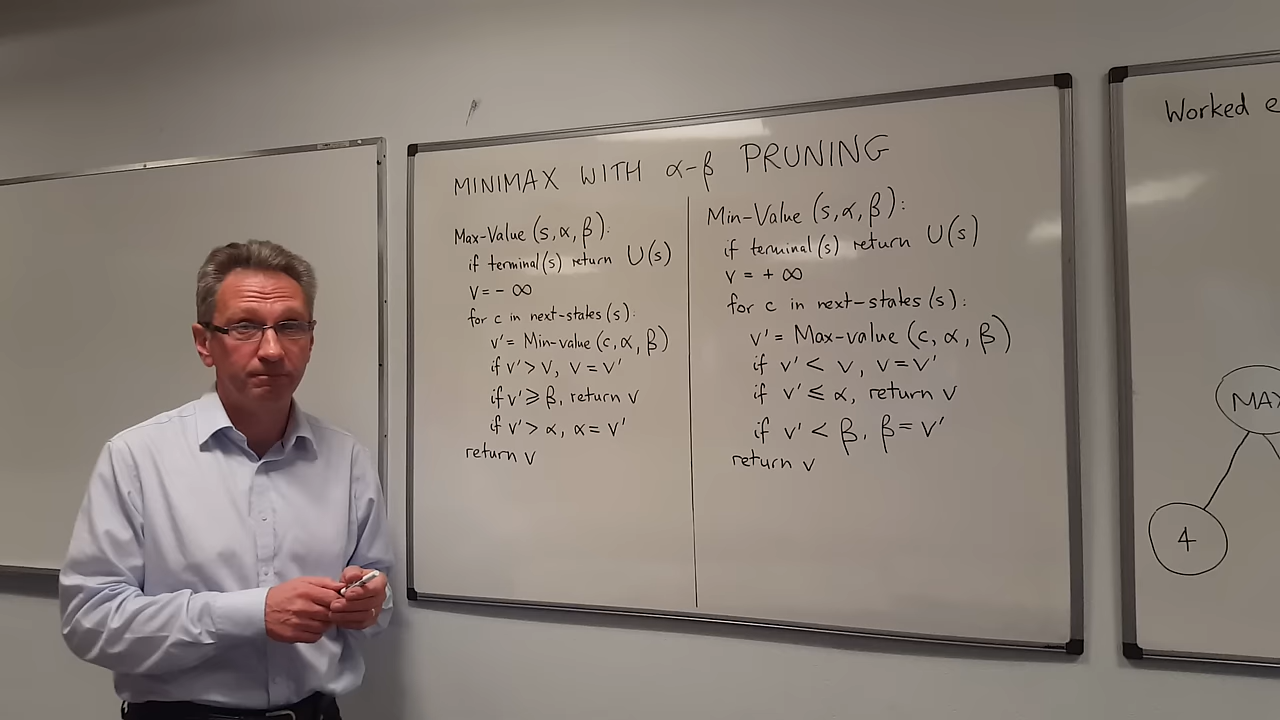 MINIMAX WITH α-β PRUNING
Max-Value (s, α, β):
if terminal(s) return U(s)
V = - ∞
for c in next-states (s):
v' = Min-value (c, α, β)
if v' > v, v = v'
if v' ≥ β, return v
if v' > α, α = v'
return v
Min-Value (s, α, β):
if terminal(s) return U(s)
V = + ∞
for c in next-states (s):
v' = Max-value (c, α, β)
if v' < v, v = v'
if v' ≤ α, return v
if v' < β, β = v'
return v
Worked
MAX
4